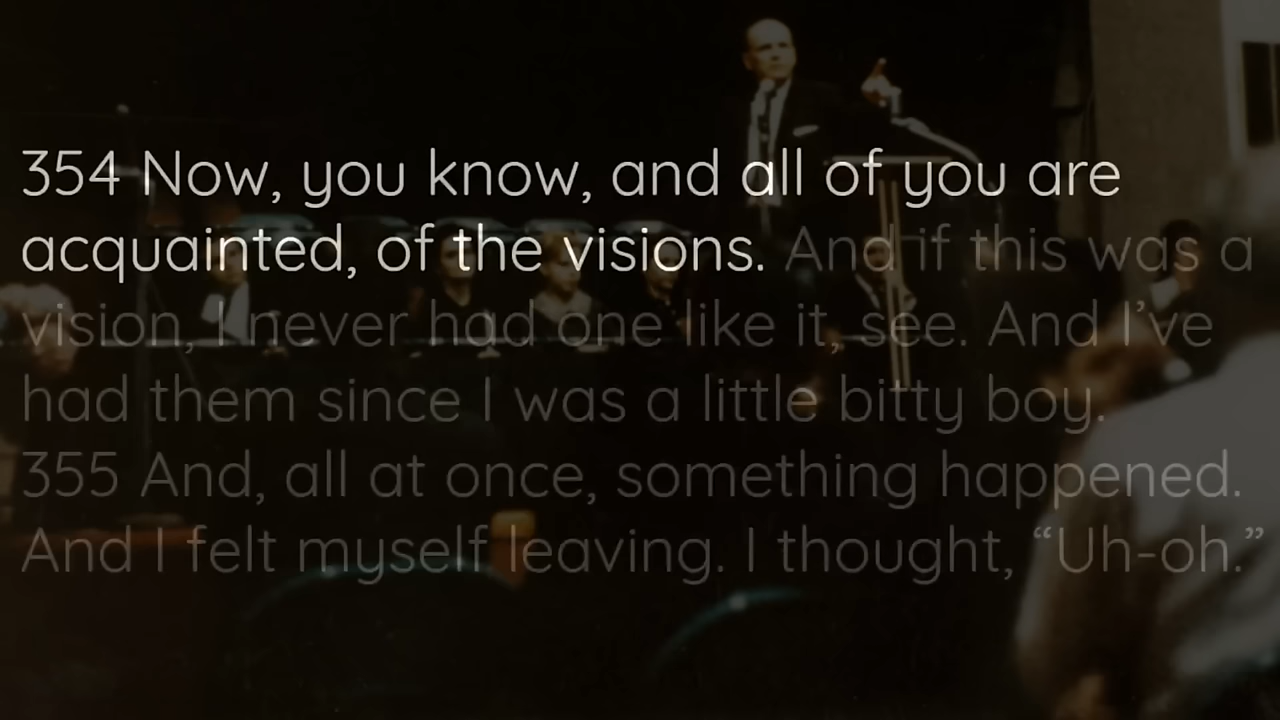 354 Now, you know, and all of you are
acquainted, of the visions. And if this was a
vision, I never had one like it, see. And I’ve
had them since I was a little bitty boy.
355 And, all at once, something happened.
And I felt myself leaving. I thought, “Uh-oh.”